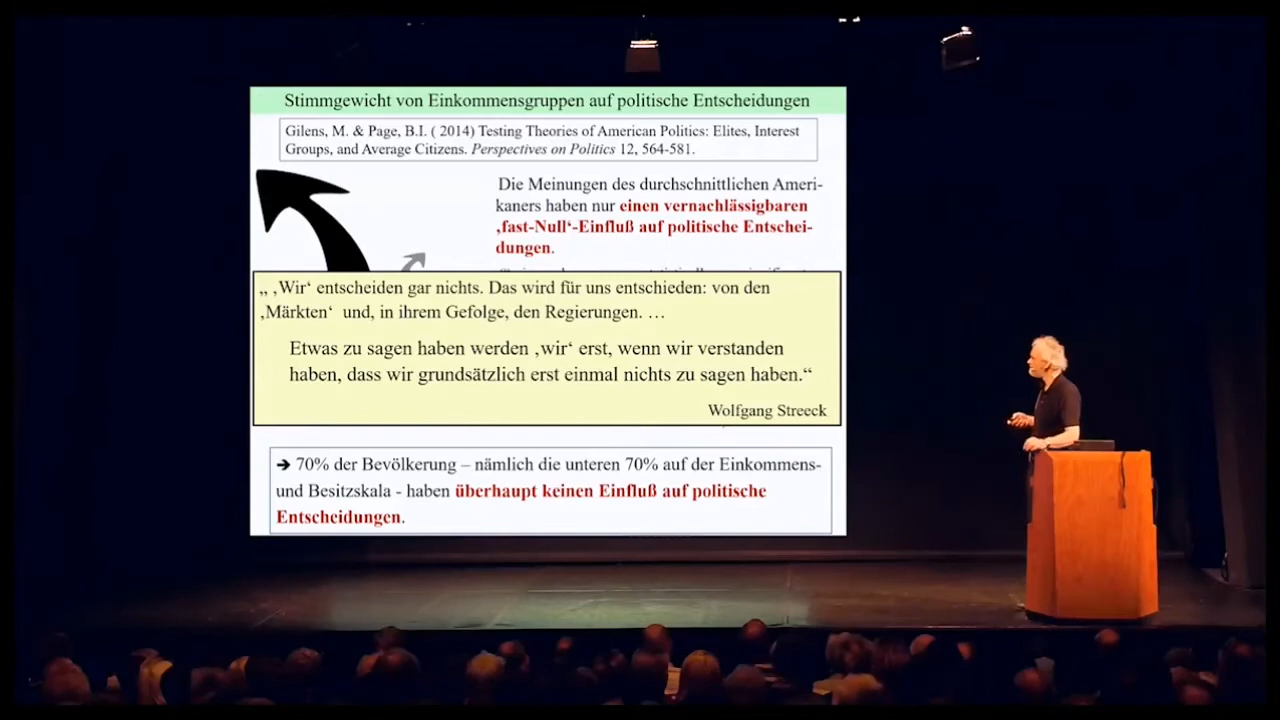 Stimmgewicht von Einkommensgruppen auf politische Entscheidungen
Gilens, M. & Page, B.I. ( 2014) Testing Theories of American Politics: Elites, Interest
Groups, and Average Citizens. Perspectives on Politics 12, 564-581.
Die Meinungen des durchschnittlichen Ameri-
kaners haben nur einen vernachlässigbaren
‚fast-Null‘-Einfluß auf politische Entschei-
dungen.
„ ‚Wir‘ entscheiden gar nichts. Das wird für uns entschieden: von den
‚Märkten‘ und, in ihrem Gefolge, den Regierungen. …
Etwas zu sagen haben werden ‚wir‘ erst, wenn wir verstanden
haben, dass wir grundsätzlich erst einmal nichts zu sagen haben.“
Wolfgang Streeck
➔ 70% der Bevölkerung – nämlich die unteren 70% auf der Einkommens-
und Besitzskala - haben überhaupt keinen Einfluß auf politische
Entscheidungen.